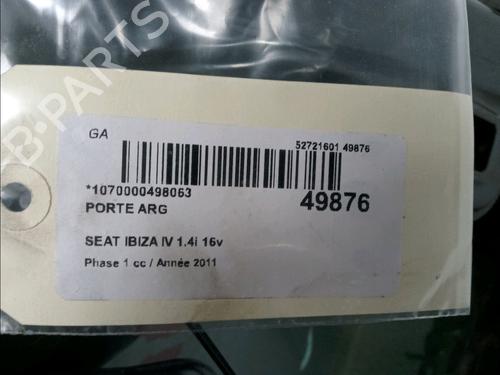 GA
52721601 49876
*1070000498063
49876
PORTE ARG
SEAT IBIZA IV 1.4i 16v
Phase 1 cc / Année 2011
B-PARTS